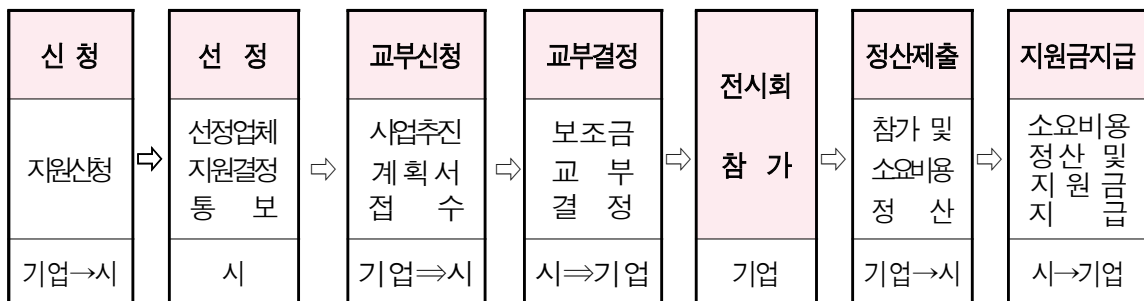 신 청
지원신청
기업→시
⇨
선 정
선정업체
지원결정
통 보
시
⇨
교부신청
사업추진
계획서
접 수
기업⇒시
⇨
교부결정
보조금
교 부
결 정
시⇒기업
⇨
전시회
참 가
기업
⇨
정산제출
참가 및
소요비용
정 산
기업→시
⇨
지원금지급
소요비용
정산 및
지원금
지 급
시→기업